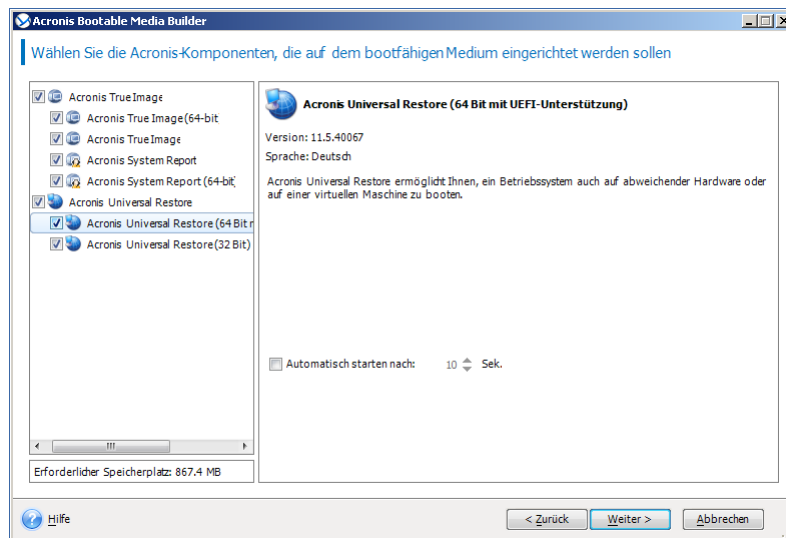 Acronis Bootable Media Builder
Wählen Sie die Acronis-Komponenten, die auf dem bootfähigen Medium eingerichtet werden sollen
Acronis True Image
Acronis True Image (64-bit
Acronis True Image
Acronis System Report
Acronis System Report (64-bit
Acronis Universal Restore
Acronis Universal Restore (64 Bit
Acronis Universal Restore (32 Bit)
Erforderlicher Speicherplatz: 867.4 MB
Acronis Universal Restore (64 Bit mit UEFI-Unterstützung)
Version: 11.5.40067
Sprache: Deutsch
Acronis Universal Restore ermöglicht Ihnen, ein Betriebssystem auch auf abweichender Hardware oder
auf einer virtuellen Maschine zu booten.
Automatisch starten nach: 10 Sek.
Hilfe
< Zurück
Weiter >
Abbrechen